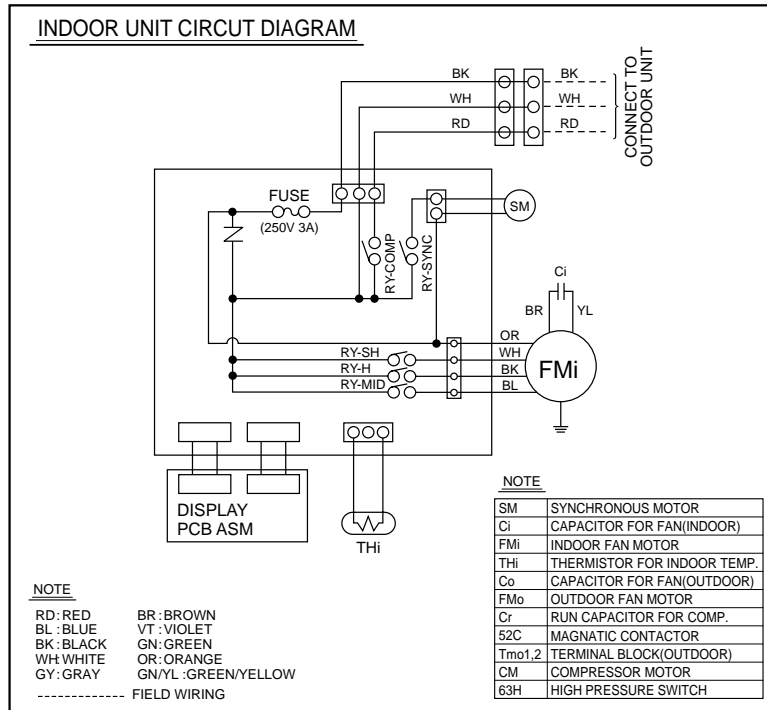 INDOOR UNIT CIRCUT DIAGRAM
BK
BK
WH
WH
RD
RD
CONNECT TO
OUTDOOR UNIT
FUSE
(250V 3A)
RY-COMP
RY-SYNC
SM
Ci
BR
YL
OR
WH
BK
BL
FMi
RY-SH
RY-H
RY-MID
DISPLAY
PCB ASM
THi
NOTE
RD:RED BR:BROWN
BL:BLUE VT:VIOLET
BK:BLACK GN:GREEN
WH:WHITE OR:ORANGE
GY:GRAY GN/YL :GREEN/YELLOW
------------- FIELD WIRING
NOTE
SM SYNCHRONOUS MOTOR
Ci CAPACITOR FOR FAN(INDOOR)
FMi INDOOR FAN MOTOR
THi THERMISTOR FOR INDOOR TEMP.
Co CAPACITOR FOR FAN(OUTDOOR)
FMo OUTDOOR FAN MOTOR
Cr RUN CAPACITOR FOR COMP.
52C MAGNATIC CONTACTOR
Tmo1,2 TERMINAL BLOCK(OUTDOOR)
CM COMPRESSOR MOTOR
63H HIGH PRESSURE SWITCH